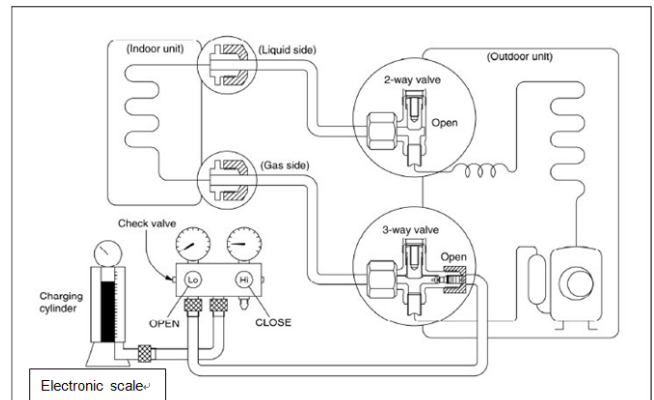 (Indoor unit)
(Liquid side)
(Outdoor unit)
2-way valve
Open
(Gas side)
Check valve
3-way valve
Open
Lo
Hi
Charging
cylinder
OPEN
CLOSE
Electronic scale